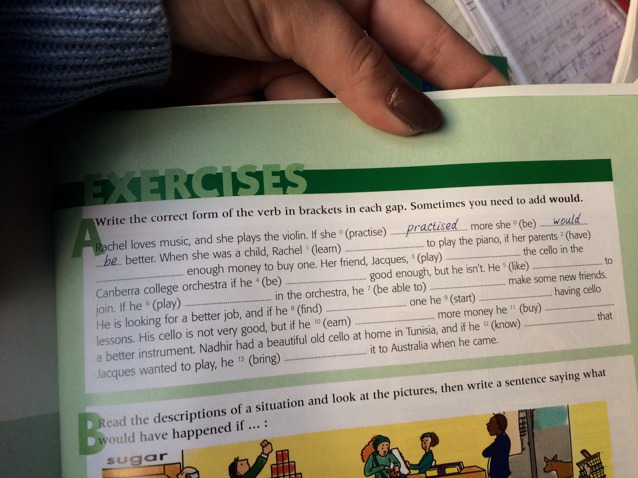 EXERCISES
A Write the correct form of the verb in brackets in each gap. Sometimes you need to add would.
Rachel loves music, and she plays the violin. If she ⁰ (practise) practised more she ⁰ (be) would
be better. When she was a child, Rachel ¹ (learn) ............ to play the piano, if her parents ² (have)
............ enough money to buy one. Her friend, Jacques, ³ (play) ............ the cello in the
Canberra college orchestra if he ⁴ (be) ............ good enough, but he isn't. He ⁵ (like) ............ to
join. If he ⁶ (play) ............ in the orchestra, he ⁷ (be able to) ............ make some new friends.
He is looking for a better job, and if he ⁸ (find) ............ one he ⁹ (start) ............ having cello
lessons. His cello is not very good, but if he ¹⁰ (earn) ............ more money he ¹¹ (buy) ............
a better instrument. Nadhir had a beautiful old cello at home in Tunisia, and if he ¹² (know) ............ that
Jacques wanted to play, he ¹³ (bring) ............ it to Australia when he came.
B Read the descriptions of a situation and look at the pictures, then write a sentence saying what
would have happened if ... :
sugar